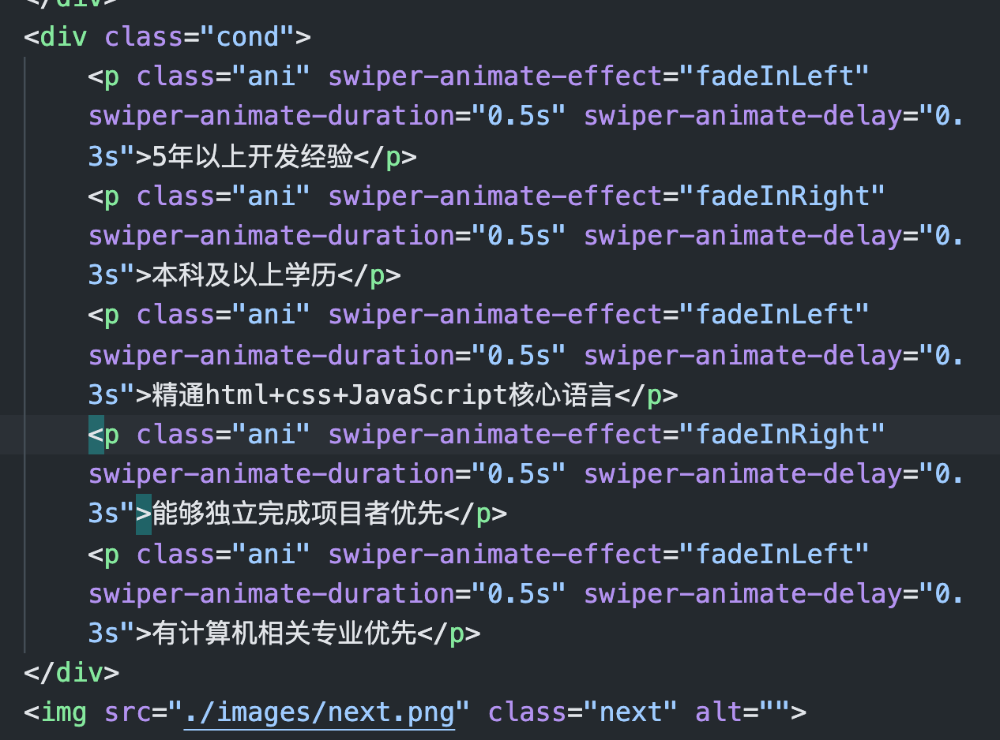 </div>
<div class="cond">
<p class="ani" swiper-animate-effect="fadeInLeft"
swiper-animate-duration="0.5s" swiper-animate-delay="0.
3s">5年以上开发经验</p>
<p class="ani" swiper-animate-effect="fadeInRight"
swiper-animate-duration="0.5s" swiper-animate-delay="0.
3s">本科及以上学历</p>
<p class="ani" swiper-animate-effect="fadeInLeft"
swiper-animate-duration="0.5s" swiper-animate-delay="0.
3s">精通html+css+JavaScript核心语言</p>
<p class="ani" swiper-animate-effect="fadeInRight"
swiper-animate-duration="0.5s" swiper-animate-delay="0.
3s">能够独立完成项目者优先</p>
<p class="ani" swiper-animate-effect="fadeInLeft"
swiper-animate-duration="0.5s" swiper-animate-delay="0.
3s">有计算机相关专业优先</p>
</div>
<img src="./images/next.png" class="next" alt="">